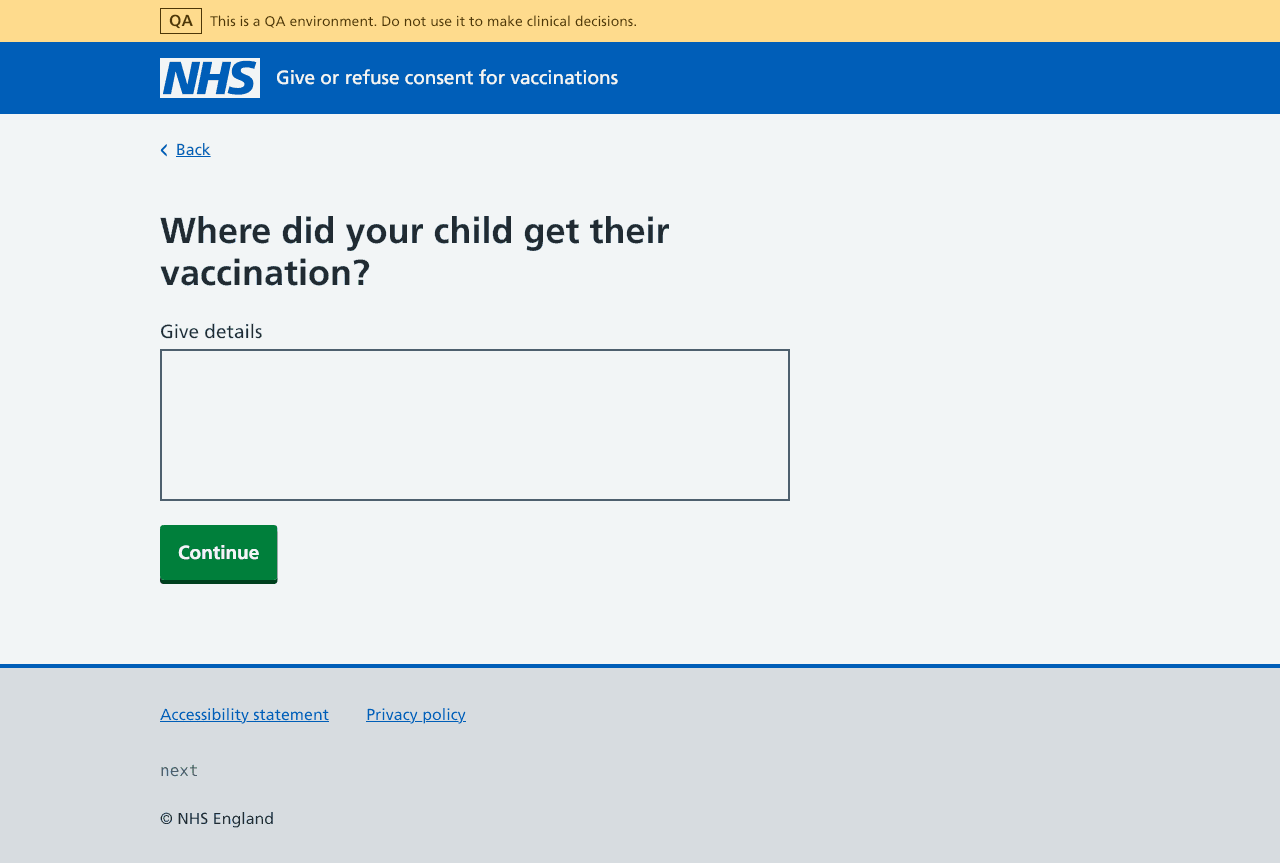 QA This is a QA environment. Do not use it to make clinical decisions.
NHS Give or refuse consent for vaccinations
Back
Where did your child get their
vaccination?
Give details
Continue
Accessibility statement Privacy policy
next
© NHS England